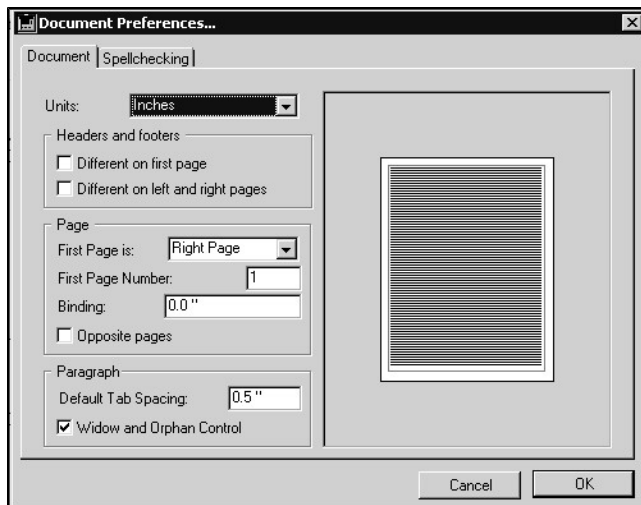 Document Preferences...
Document Spellchecking
Units: Inches
Headers and footers
Different on first page
Different on left and right pages
Page
First Page is: Right Page
First Page Number: 1
Binding: 0.0 "
Opposite pages
Paragraph
Default Tab Spacing: 0.5 "
Widow and Orphan Control
Cancel OK